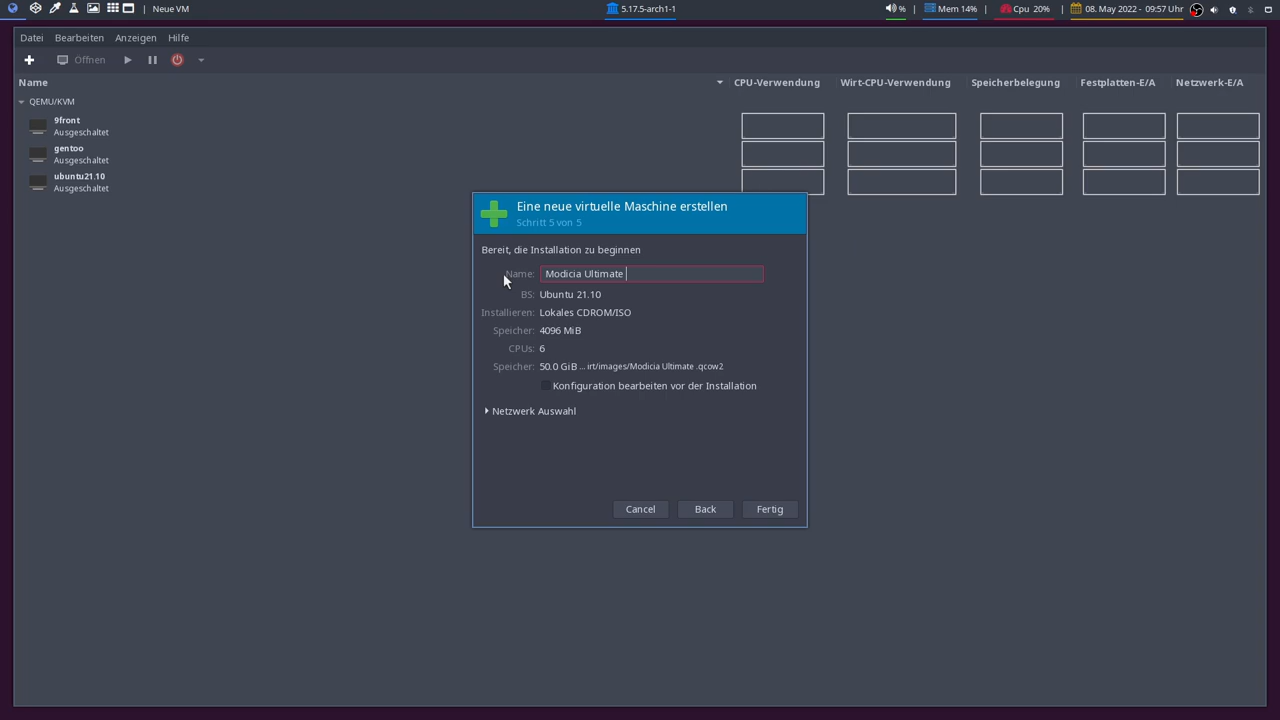 Neue VM 5.17.5-arch1-1 % | Mem 14% | Cpu 20% | 08. May 2022 - 09:57 Uhr
Datei Bearbeiten Anzeigen Hilfe
Öffnen
Name CPU-Verwendung Wirt-CPU-Verwendung Speicherbelegung Festplatten-E/A Netzwerk-E/A
QEMU/KVM
9front
Ausgeschaltet
gentoo
Ausgeschaltet
ubuntu21.10
Ausgeschaltet
Eine neue virtuelle Maschine erstellen
Schritt 5 von 5
Bereit, die Installation zu beginnen
Name: Modicia Ultimate
BS: Ubuntu 21.10
Installieren: Lokales CDROM/ISO
Speicher: 4096 MiB
CPUs: 6
Speicher: 50.0 GiB ... irt/images/Modicia Ultimate .qcow2
Konfiguration bearbeiten vor der Installation
Netzwerk Auswahl
Cancel Back Fertig